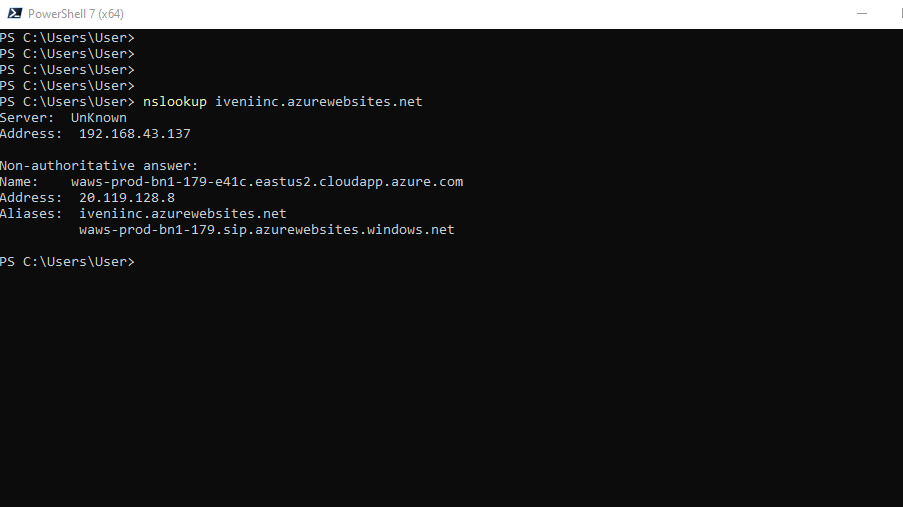 PowerShell 7 (x64)
PS C:\Users\User>
PS C:\Users\User>
PS C:\Users\User>
PS C:\Users\User>
PS C:\Users\User> nslookup iveniinc.azurewebsites.net
Server:  UnKnown
Address:  192.168.43.137

Non-authoritative answer:
Name:    waws-prod-bn1-179-e41c.eastus2.cloudapp.azure.com
Address:  20.119.128.8
Aliases:  iveniinc.azurewebsites.net
          waws-prod-bn1-179.sip.azurewebsites.windows.net

PS C:\Users\User>